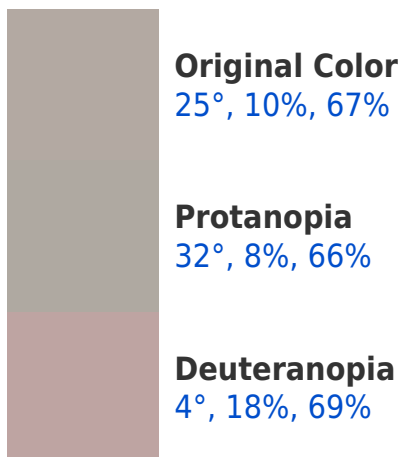 Original Color
25°, 10%, 67%
Protanopia
32°, 8%, 66%
Deuteranopia
4°, 18%, 69%